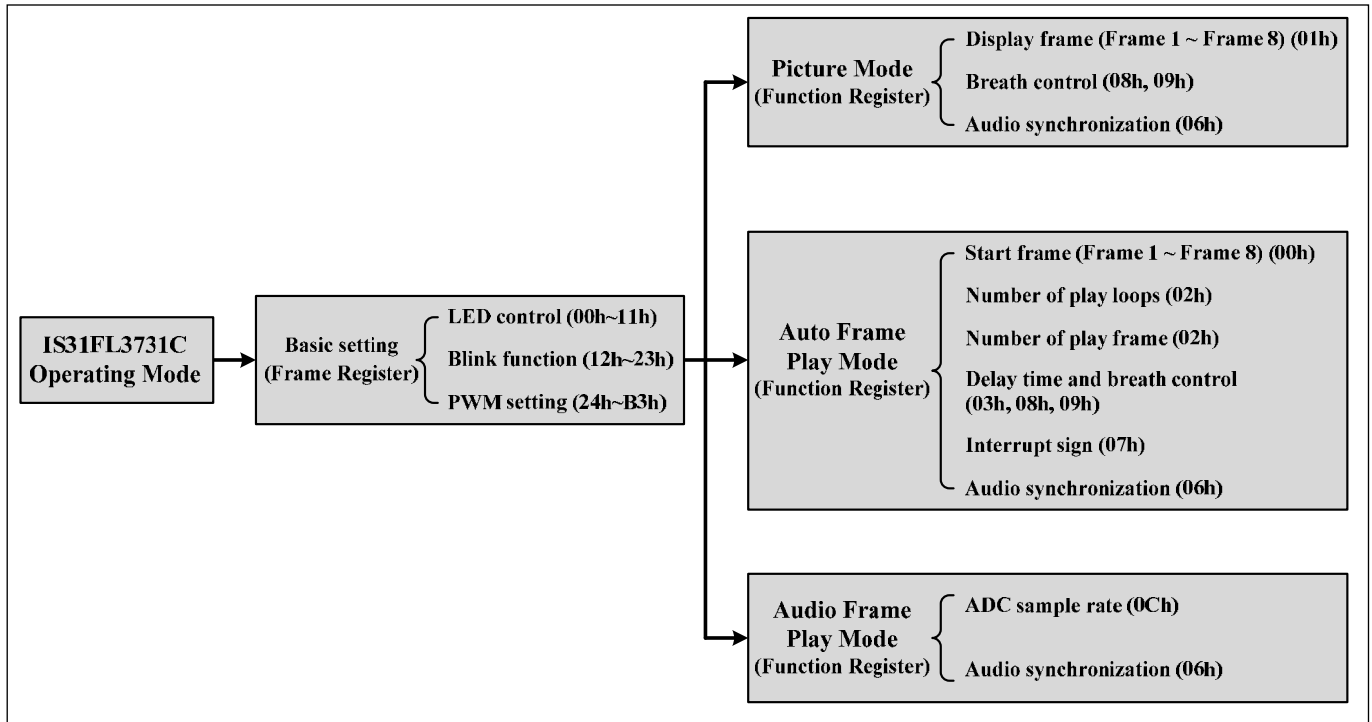 IS31FL3731C
Operating Mode
Basic setting
(Frame Register)
LED control (00h~11h)
Blink function (12h~23h)
PWM setting (24h~B3h)
Picture Mode
(Function Register)
Display frame (Frame 1 ~ Frame 8) (01h)
Breath control (08h, 09h)
Audio synchronization (06h)
Auto Frame
Play Mode
(Function Register)
Start frame (Frame 1 ~ Frame 8) (00h)
Number of play loops (02h)
Number of play frame (02h)
Delay time and breath control
(03h, 08h, 09h)
Interrupt sign (07h)
Audio synchronization (06h)
Audio Frame
Play Mode
(Function Register)
ADC sample rate (0Ch)
Audio synchronization (06h)